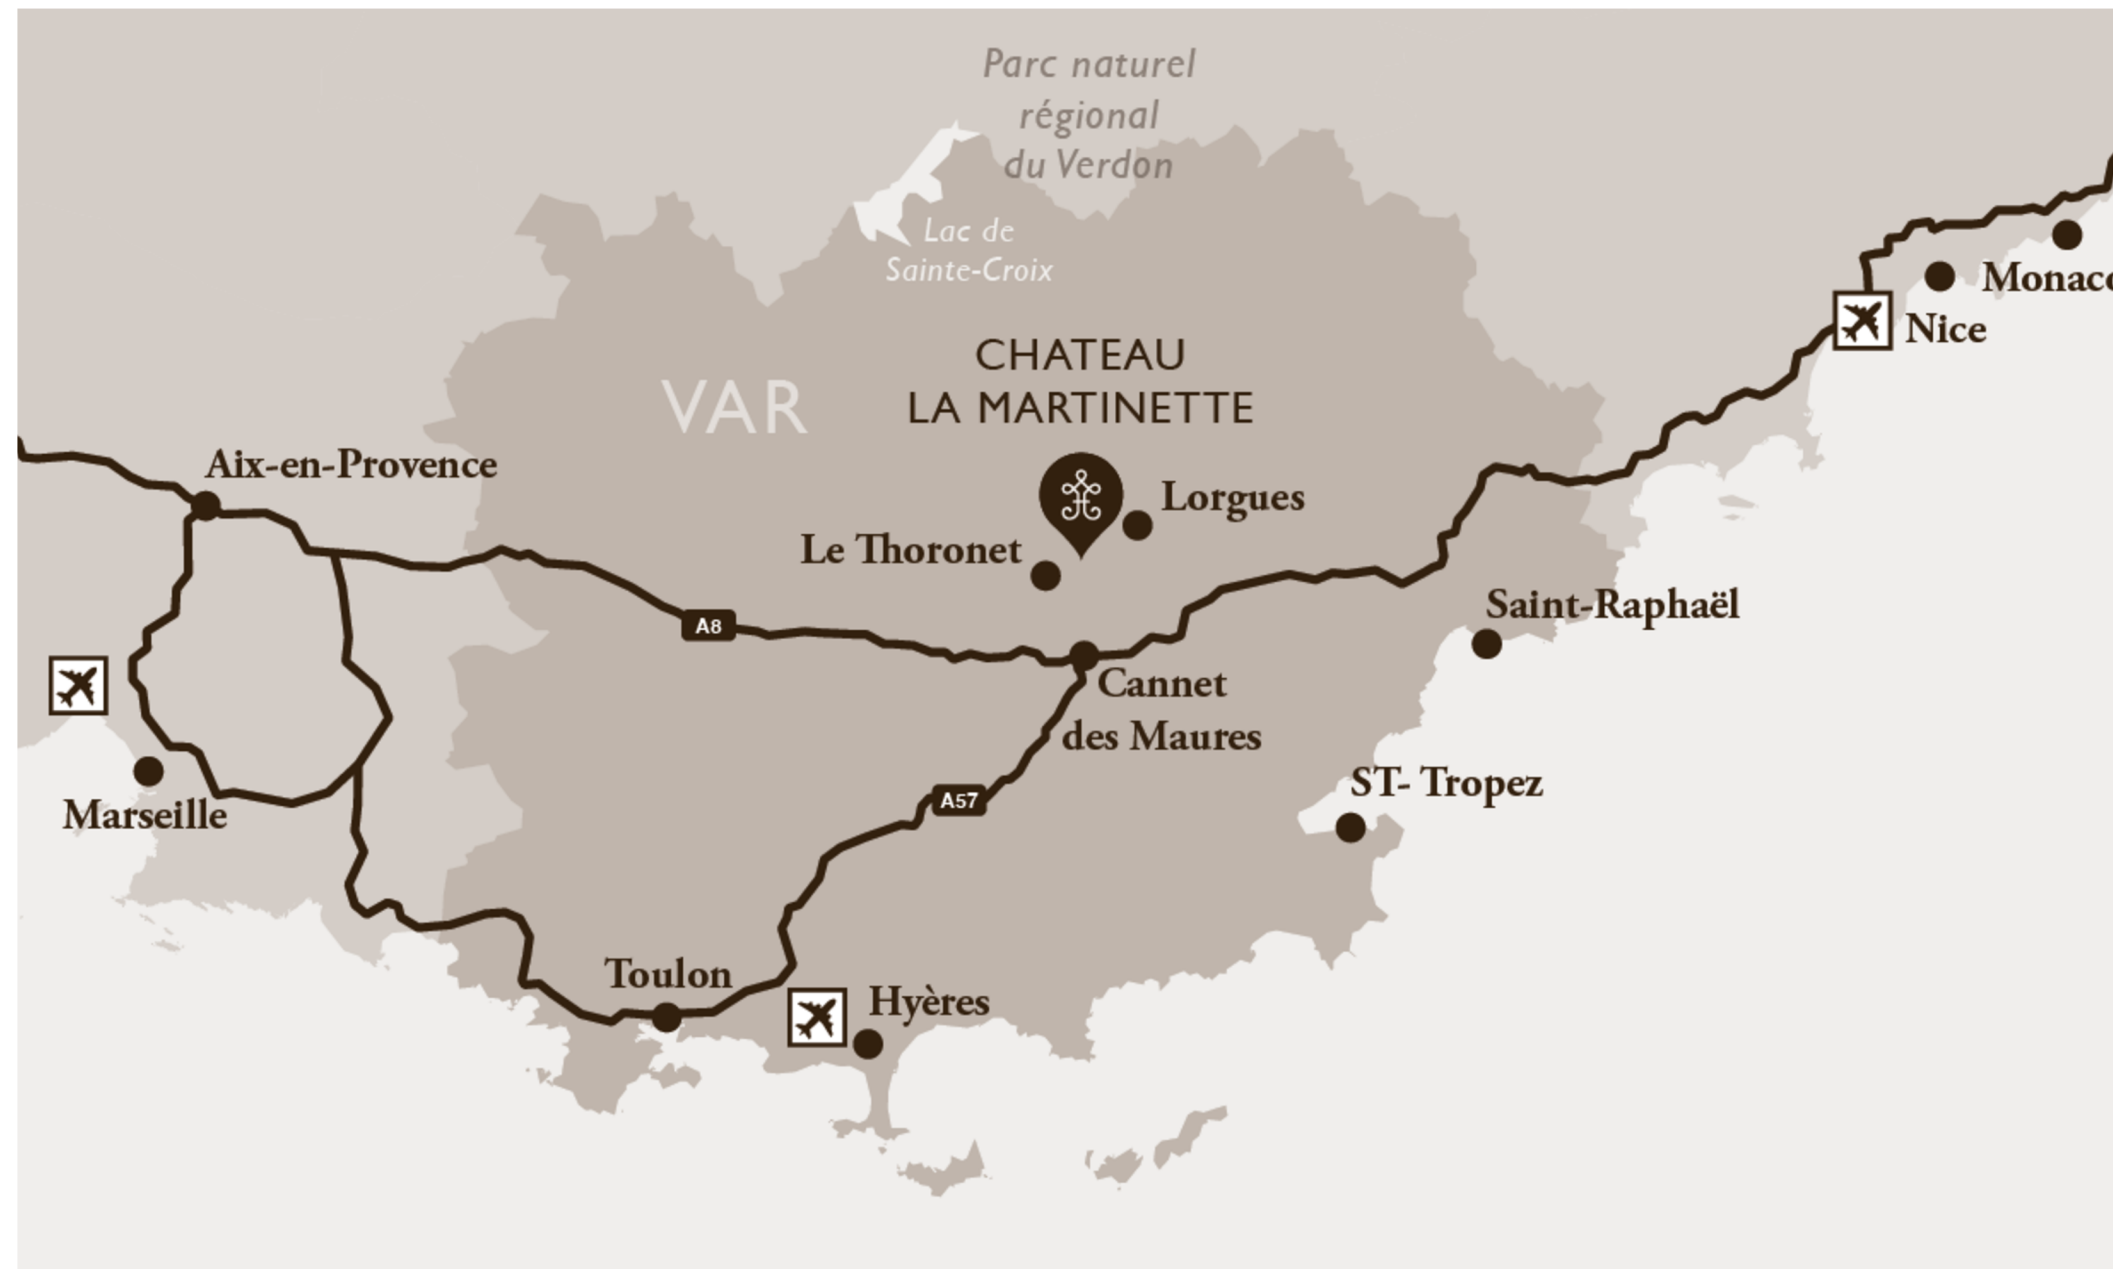 Parc naturel
régional
du Verdon
Lac de
Sainte-Croix
Monaco
Nice
CHATEAU
LA MARTINETTE
VAR
Aix-en-Provence
Lorgues
Le Thoronet
Saint-Raphaël
A8
Cannet
des Maures
ST- Tropez
A57
Marseille
Toulon
Hyères